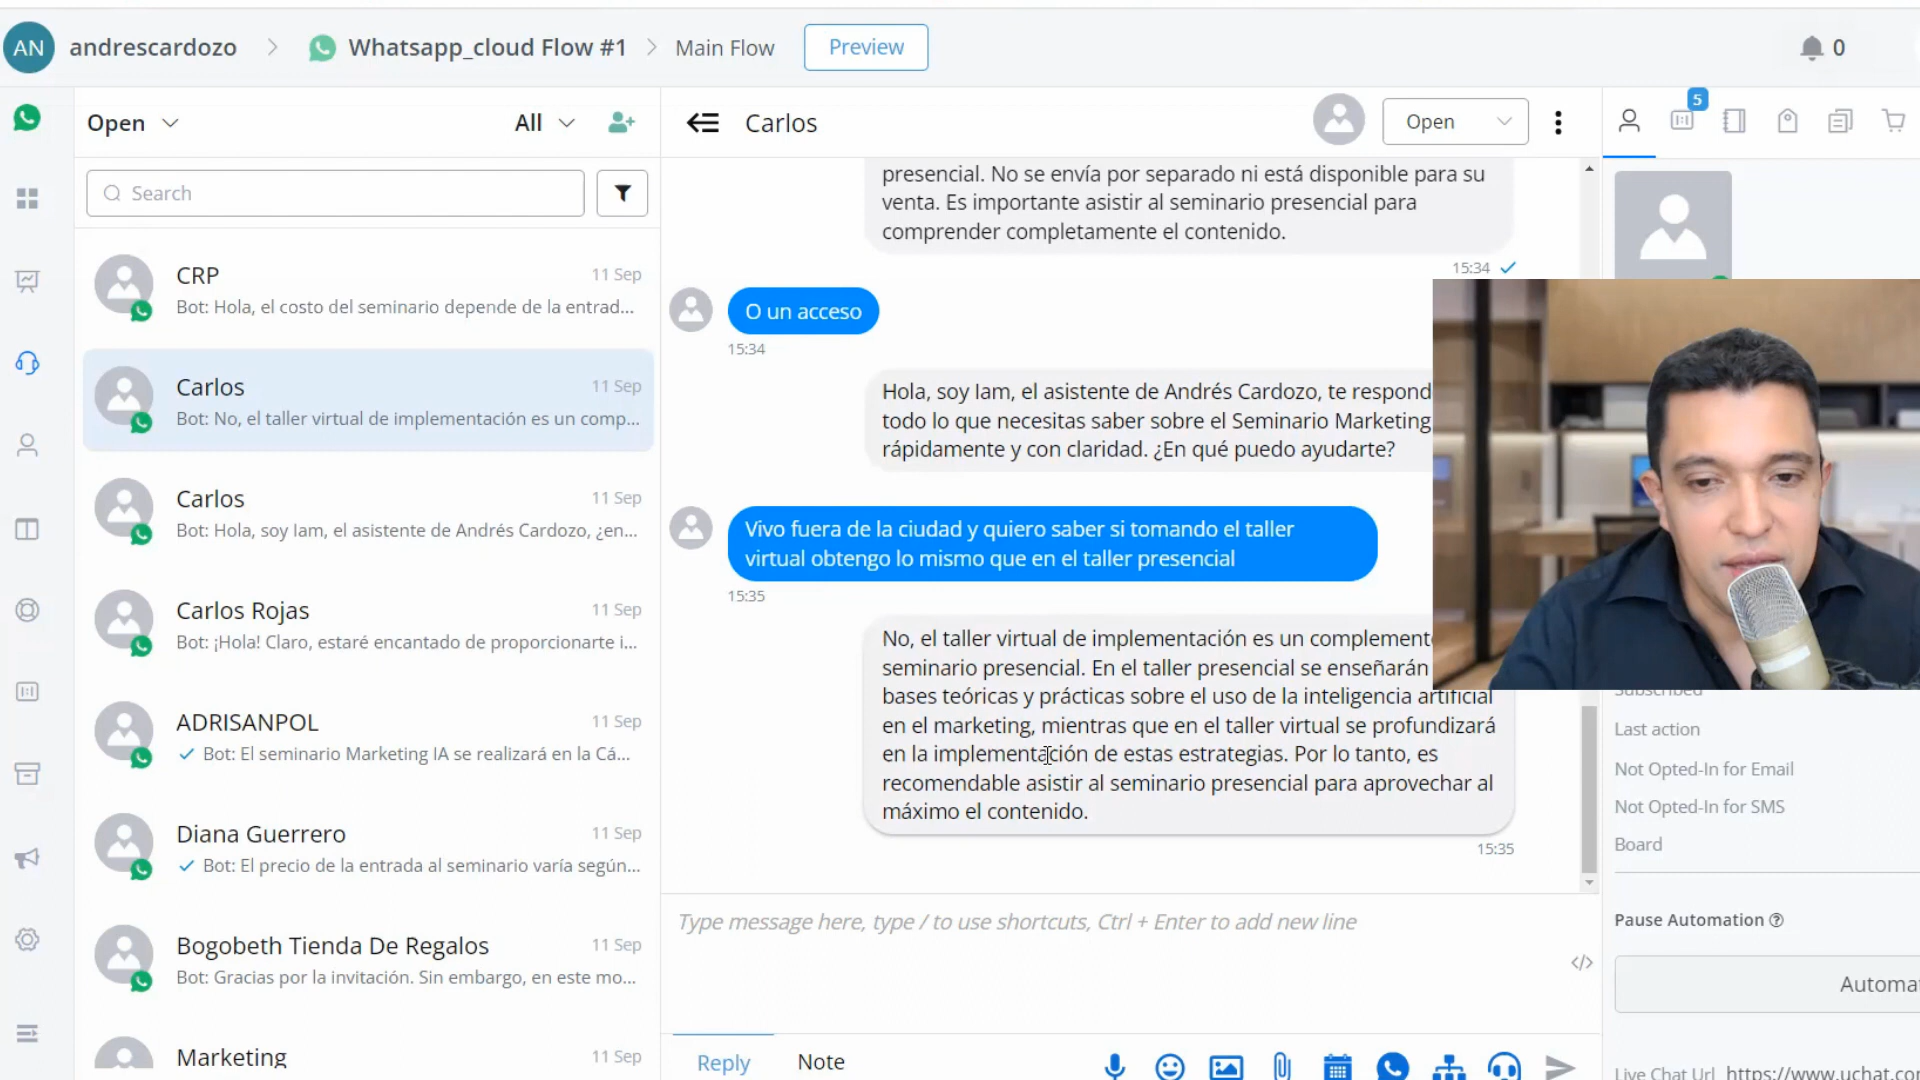 AN andrescardozo > Whatsapp_cloud Flow #1 > Main Flow Preview 0
Open All
Search
CRP 11 Sep
Bot: Hola, el costo del seminario depende de la entrad...
Carlos 11 Sep
Bot: No, el taller virtual de implementación es un comp...
Carlos 11 Sep
Bot: Hola, soy Iam, el asistente de Andrés Cardozo, ¿en...
Carlos Rojas 11 Sep
Bot: ¡Hola! Claro, estaré encantado de proporcionarte i...
ADRISANPOL 11 Sep
Bot: El seminario Marketing IA se realizará en la Cá...
Diana Guerrero 11 Sep
Bot: El precio de la entrada al seminario varía según...
Bogobeth Tienda De Regalos 11 Sep
Bot: Gracias por la invitación. Sin embargo, en este mo...
Marketing 11 Sep
Carlos Open
presencial. No se envía por separado ni está disponible para su
venta. Es importante asistir al seminario presencial para
comprender completamente el contenido.
15:34
O un acceso
15:34
Hola, soy Iam, el asistente de Andrés Cardozo, te respond
todo lo que necesitas saber sobre el Seminario Marketing
rápidamente y con claridad. ¿En qué puedo ayudarte?
Vivo fuera de la ciudad y quiero saber si tomando el taller
virtual obtengo lo mismo que en el taller presencial
15:35
No, el taller virtual de implementación es un complement
seminario presencial. En el taller presencial se enseñarán
bases teóricas y prácticas sobre el uso de la inteligencia artificial
en el marketing, mientras que en el taller virtual se profundizará
en la implementación de estas estrategias. Por lo tanto, es
recomendable asistir al seminario presencial para aprovechar al
máximo el contenido.
15:35
Type message here, type / to use shortcuts, Ctrl + Enter to add new line
</>
Reply Note
5
Subscribed
Last action
Not Opted-In for Email
Not Opted-In for SMS
Board
Pause Automation
Automa
Live Chat Url https://www.uchat.co